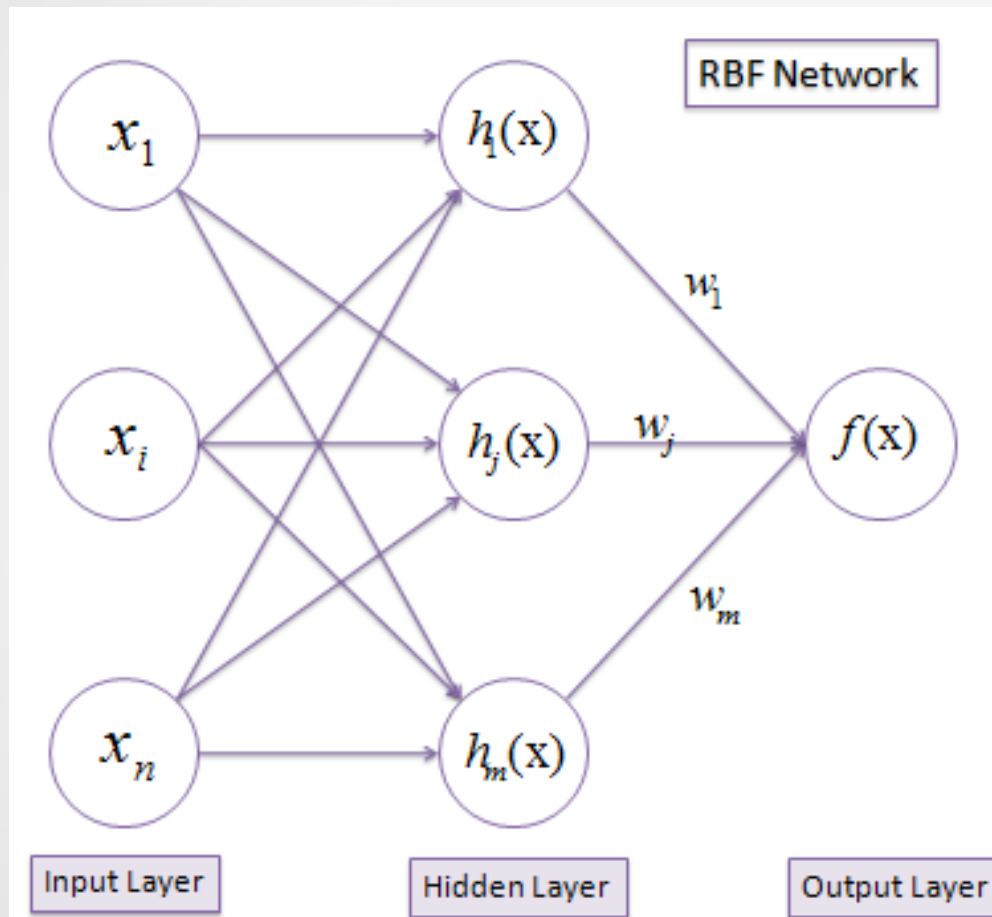 RBF Network
x₁
h₁(x)
w₁
xᵢ
hⱼ(x)
wⱼ
f(x)
wₘ
xₙ
hₘ(x)
Input Layer
Hidden Layer
Output Layer